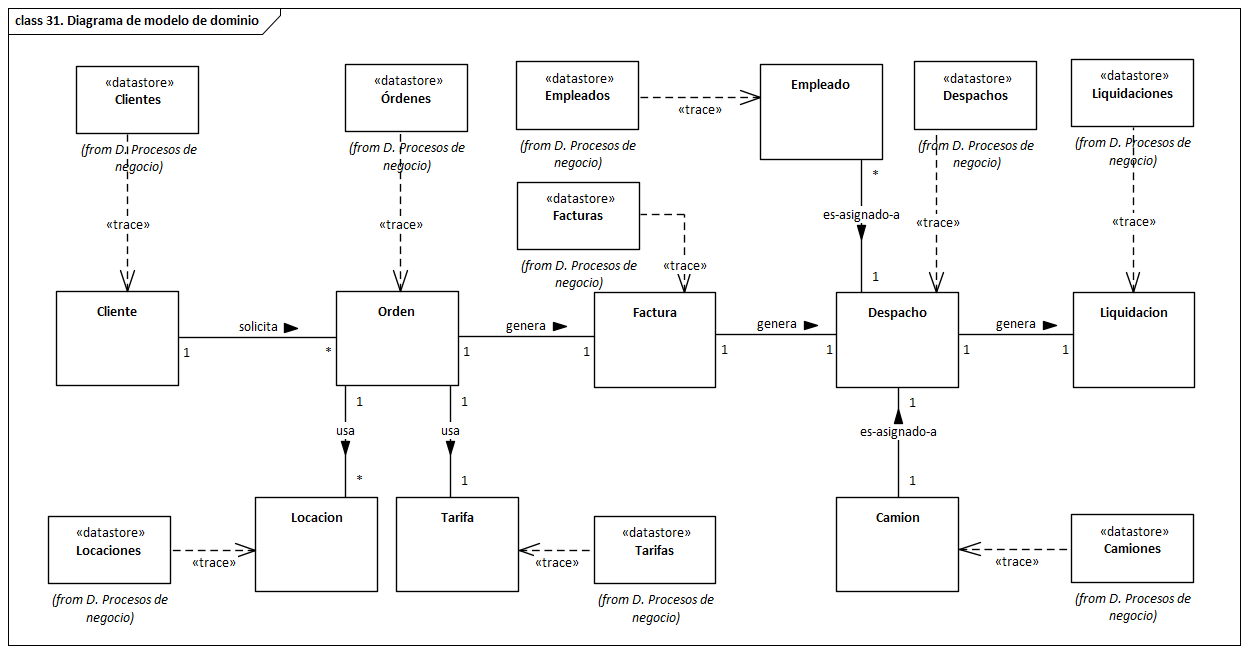 class 31. Diagrama de modelo de dominio
«datastore»
Clientes
(from D. Procesos de
negocio)
«datastore»
Órdenes
(from D. Procesos de
negocio)
«datastore»
Empleados
(from D. Procesos de
negocio)
«trace»
Empleado
«datastore»
Despachos
(from D. Procesos de
negocio)
«datastore»
Liquidaciones
(from D. Procesos de
negocio)
«datastore»
Facturas
(from D. Procesos de
negocio)
«trace»
«trace»
«trace»
*
es-asignado-a
1
«trace»
«trace»
Cliente
solicita
1
*
Orden
genera
1
1
Factura
genera
1
1
Despacho
genera
1
1
Liquidacion
1
usa
*
1
usa
1
1
es-asignado-a
1
Locacion
Tarifa
Camion
«datastore»
Locaciones
(from D. Procesos de
negocio)
«trace»
«trace»
«datastore»
Tarifas
(from D. Procesos de
negocio)
«trace»
«datastore»
Camiones
(from D. Procesos de
negocio)